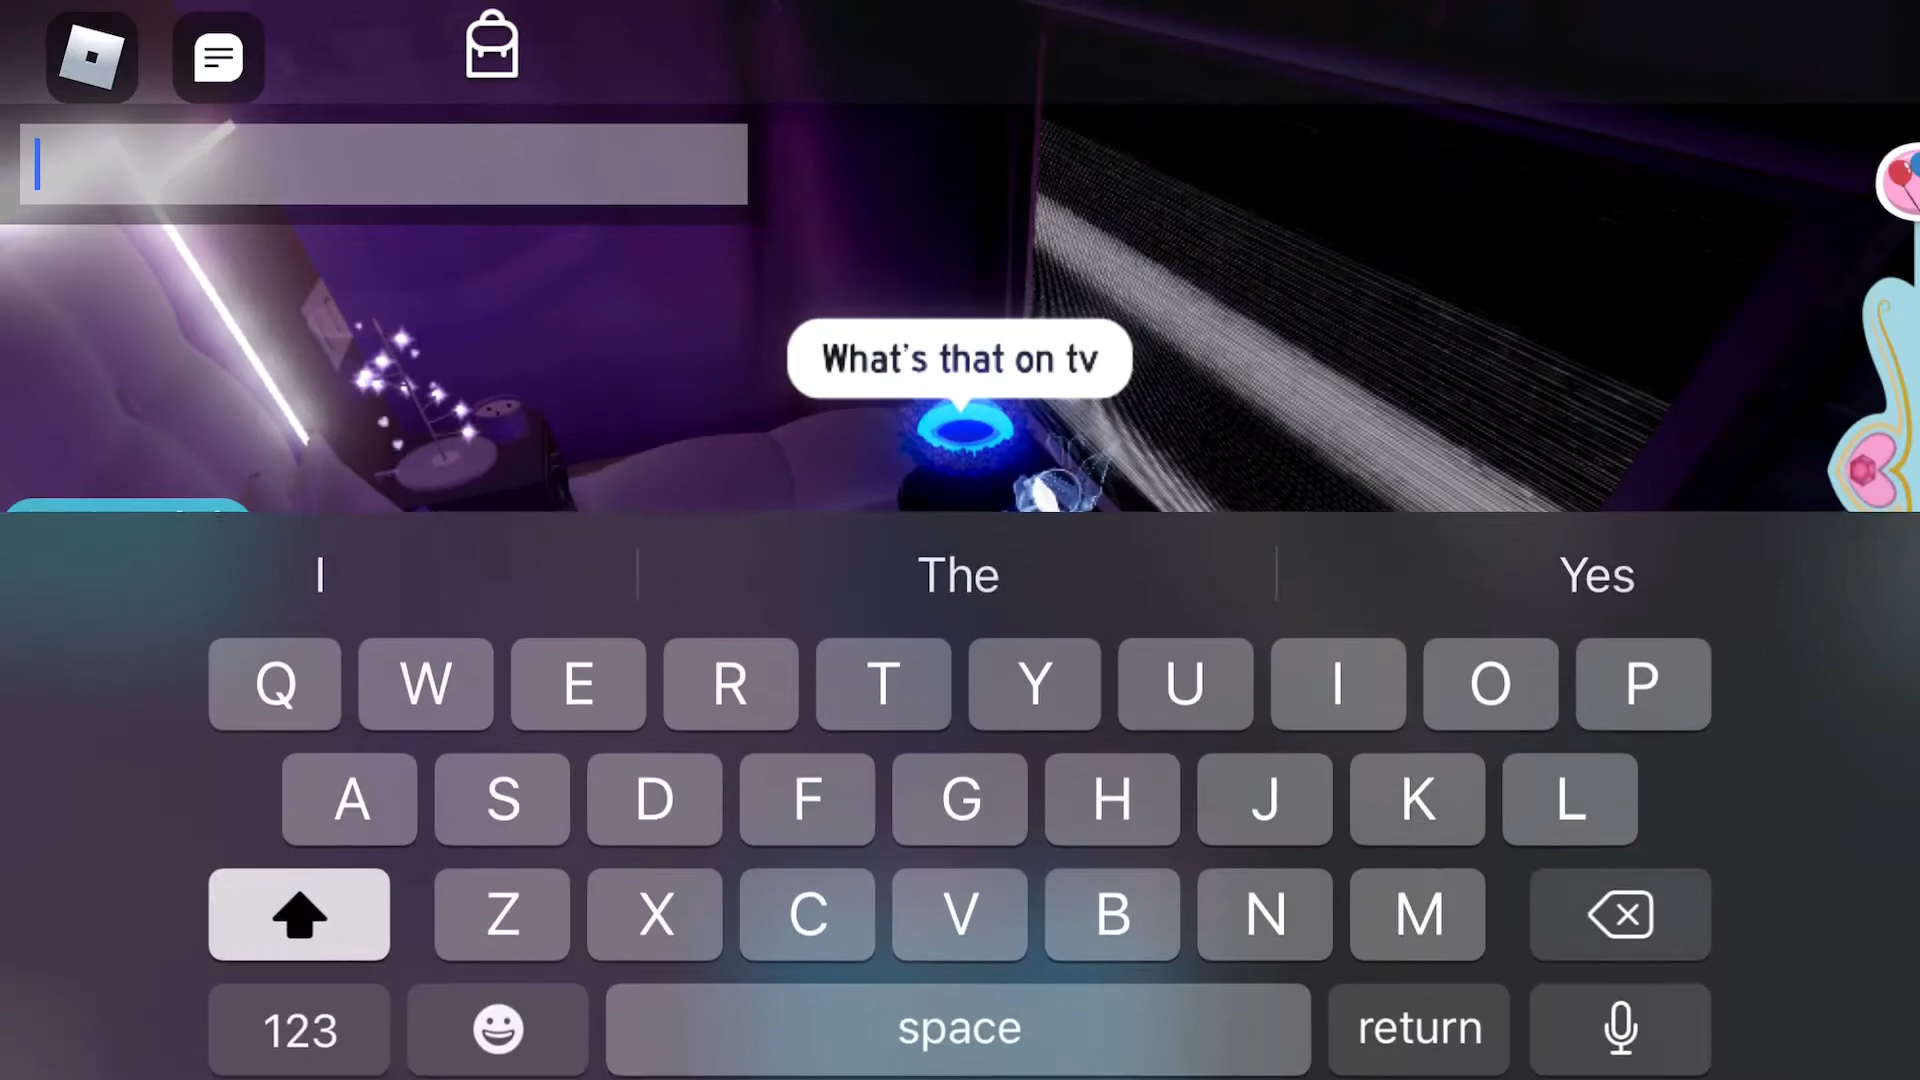 What's that on tv
I The Yes
Q W E R T Y U I O P
A S D F G H J K L
Z X C V B N M
123 space return